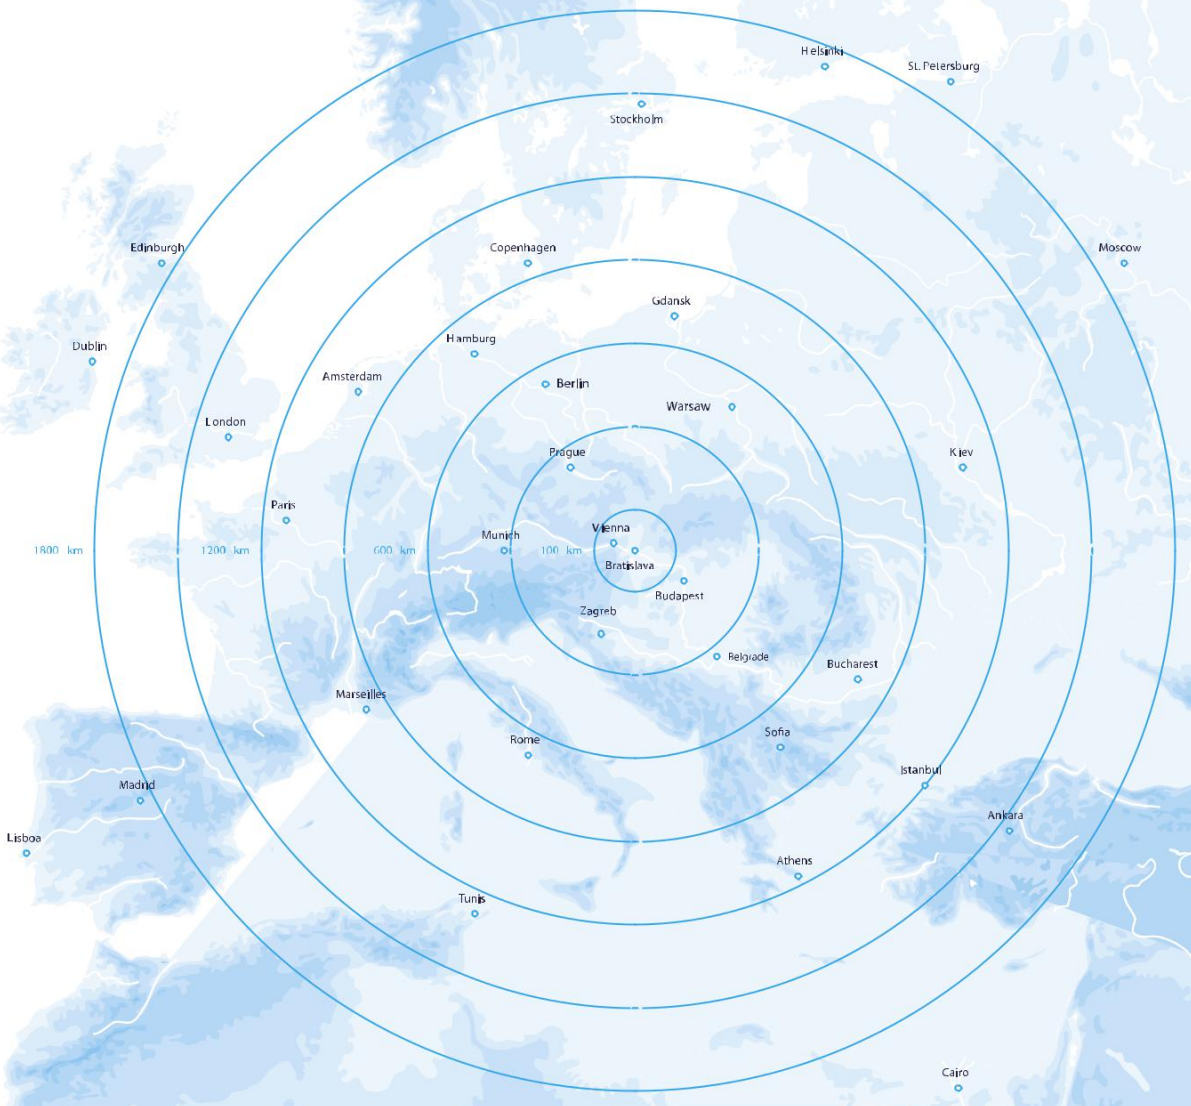 Helsinki
St. Petersburg
Stockholm
Edinburgh
Copenhagen
Moscow
Gdansk
Hamburg
Dublin
Amsterdam
Berlin
Warsaw
London
Prague
Kiev
Paris
Vienna
Munich
1800 km
1200 km
600 km
100 km
Bratislava
Budapest
Zagreb
Belgrade
Bucharest
Marseilles
Sofia
Rome
Istanbul
Madrid
Ankara
Lisboa
Athens
Tunis
Cairo